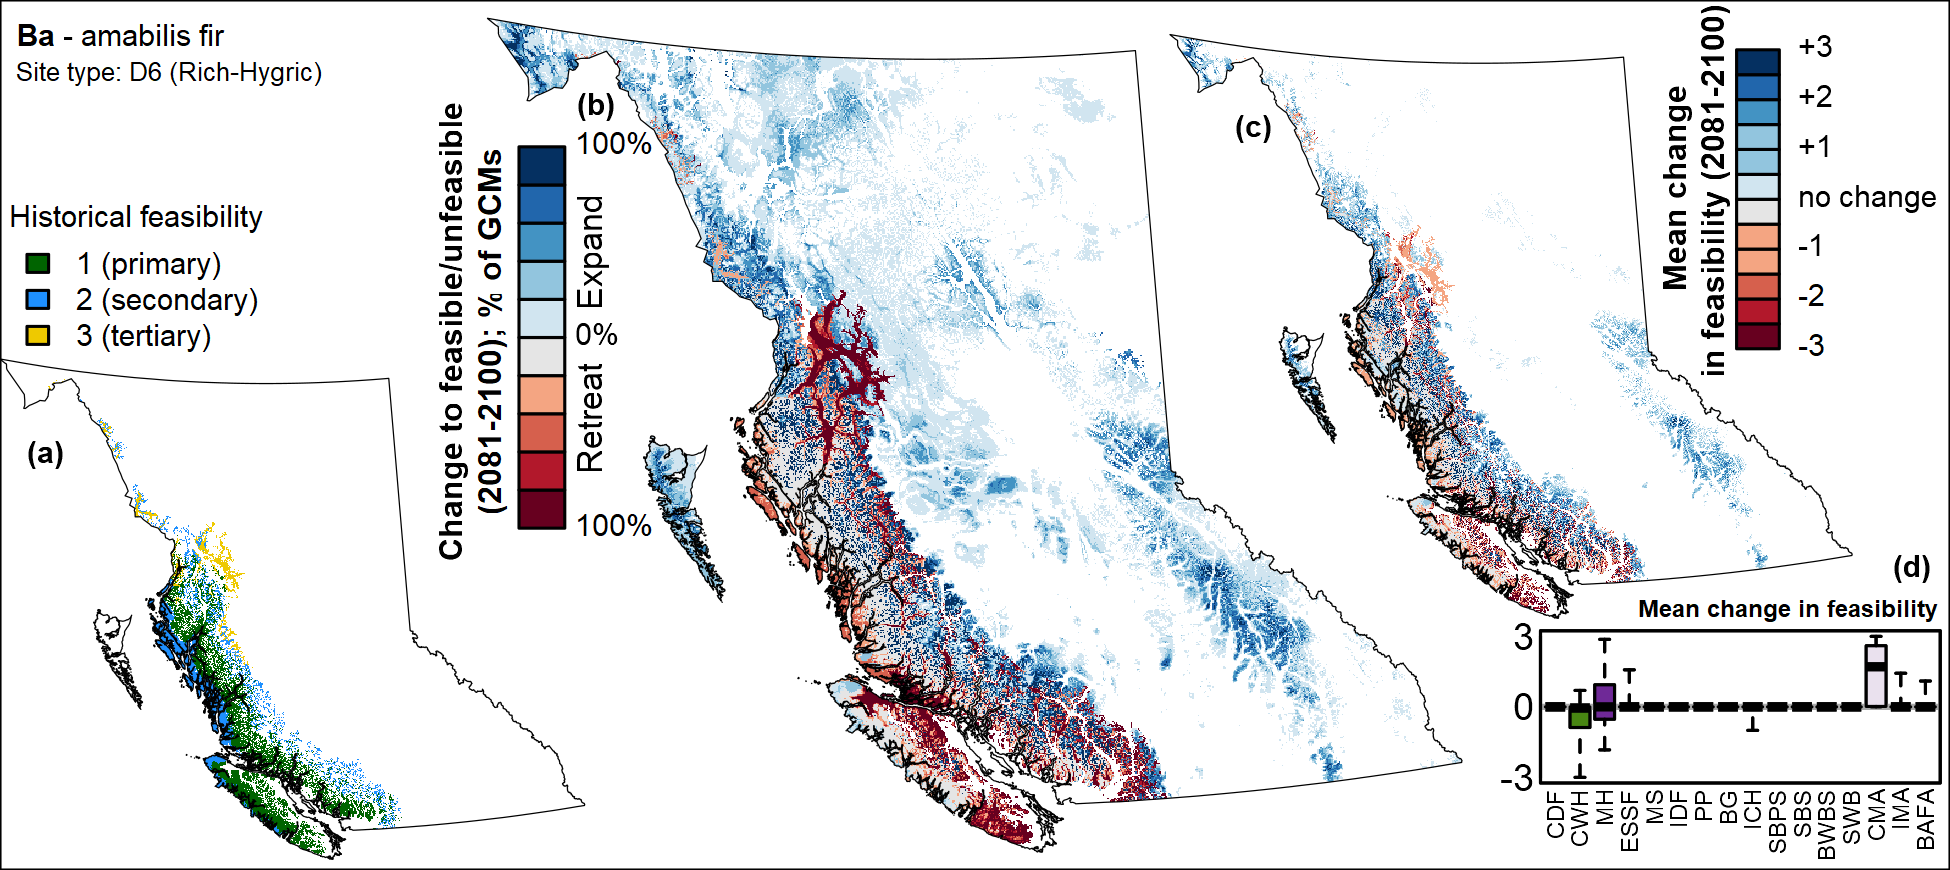 Ba - amabilis fir
Site type: D6 (Rich-Hygric)
Historical feasibility
1 (primary)
2 (secondary)
3 (tertiary)
(a)
Change to feasible/unfeasible
(2081-2100); % of GCMs
100%
Expand
0%
Retreat
100%
(b)
(c)
Mean change
in feasibility (2081-2100)
+3
+2
+1
no change
-1
-2
-3
(d)
Mean change in feasibility
3
0
-3
CDF
CWH
MH
ESSF
MS
IDF
PP
BG
ICH
SBPS
SBS
BWBS
SWB
CMA
IMA
BAFA